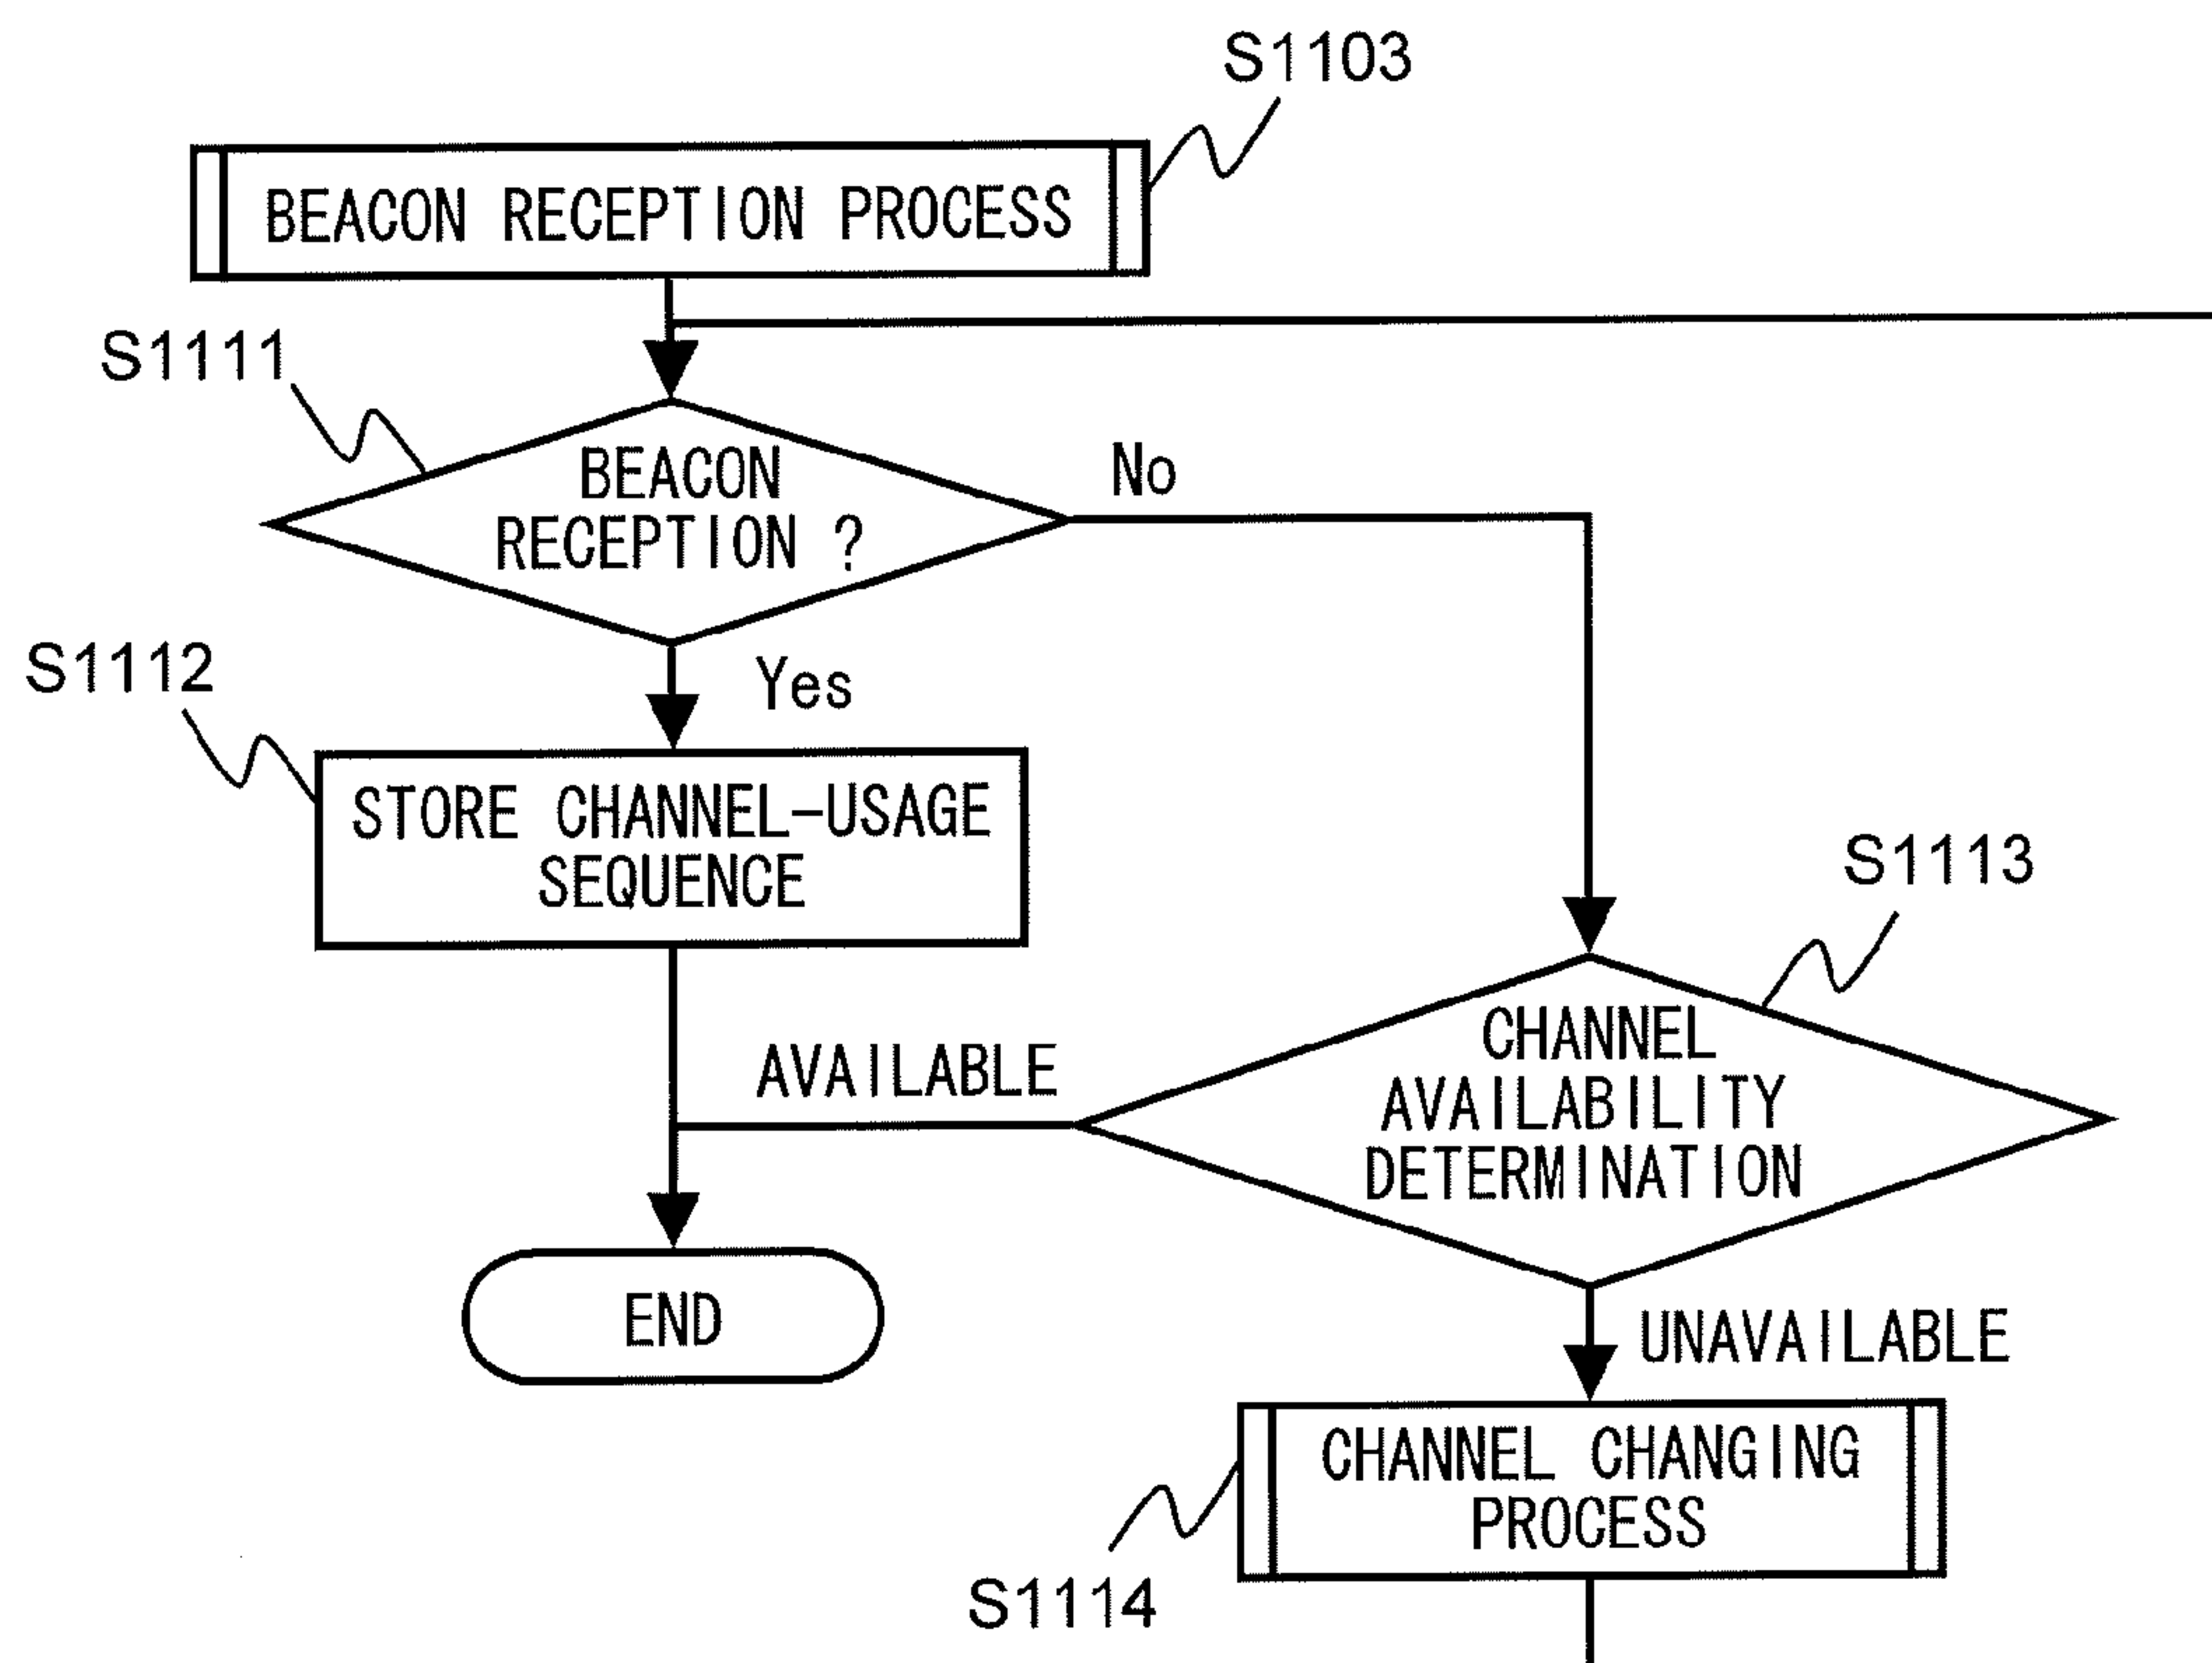 S1103
BEACON RECEPTION PROCESS
S1111
BEACON
RECEPTION ?
No
Yes
S1112
STORE CHANNEL-USAGE
SEQUENCE
S1113
CHANNEL
AVAILABILITY
DETERMINATION
AVAILABLE
END
UNAVAILABLE
CHANNEL CHANGING
PROCESS
S1114